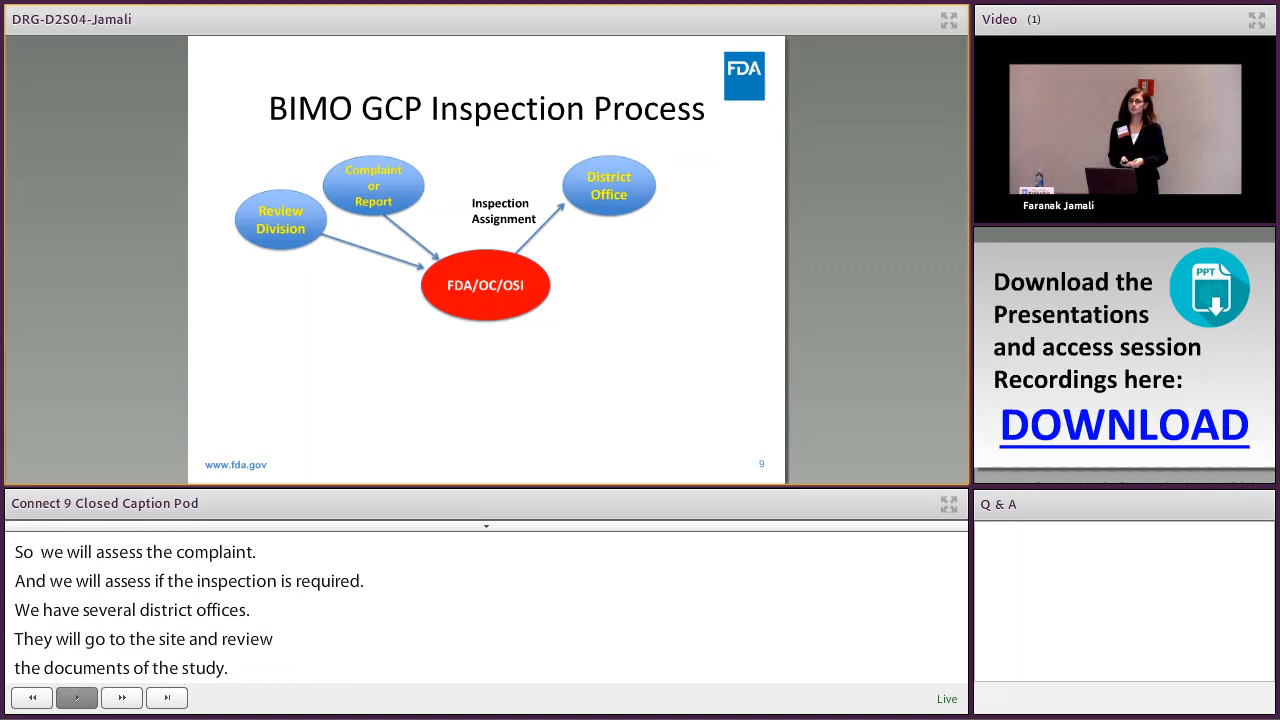 DRG-D2S04-Jamali
FDA
BIMO GCP Inspection Process
Complaint
or
Report
Review
Division
Inspection
Assignment
District
Office
FDA/OC/OSI
www.fda.gov
9
Video (1)
Faranak Jamali
PPT
Download the
Presentations
and access session
Recordings here:
DOWNLOAD
Connect 9 Closed Caption Pod
So we will assess the complaint.
And we will assess if the inspection is required.
We have several district offices.
They will go to the site and review
the documents of the study.
Live
Q & A